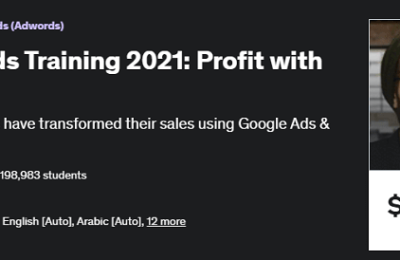 ds (Adwords)
ds Training 2021: Profit with
have transformed their sales using Google Ads &
198,983 students
English [Auto], Arabic [Auto], 12 more
$